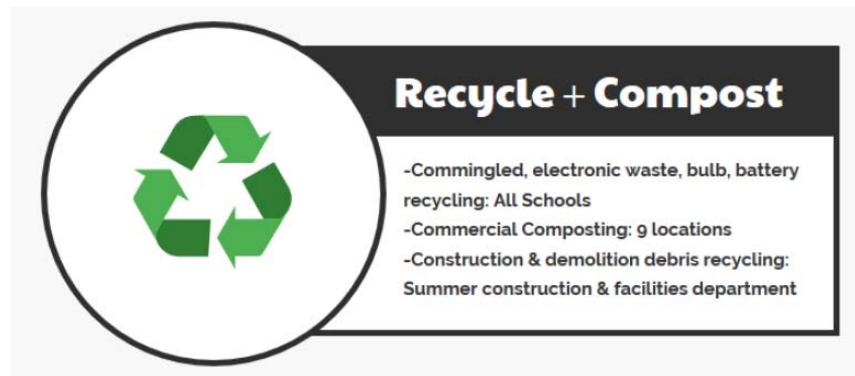 Recycle + Compost
-Commingled, electronic waste, bulb, battery
recycling: All Schools
-Commercial Composting: 9 locations
-Construction & demolition debris recycling:
Summer construction & facilities department